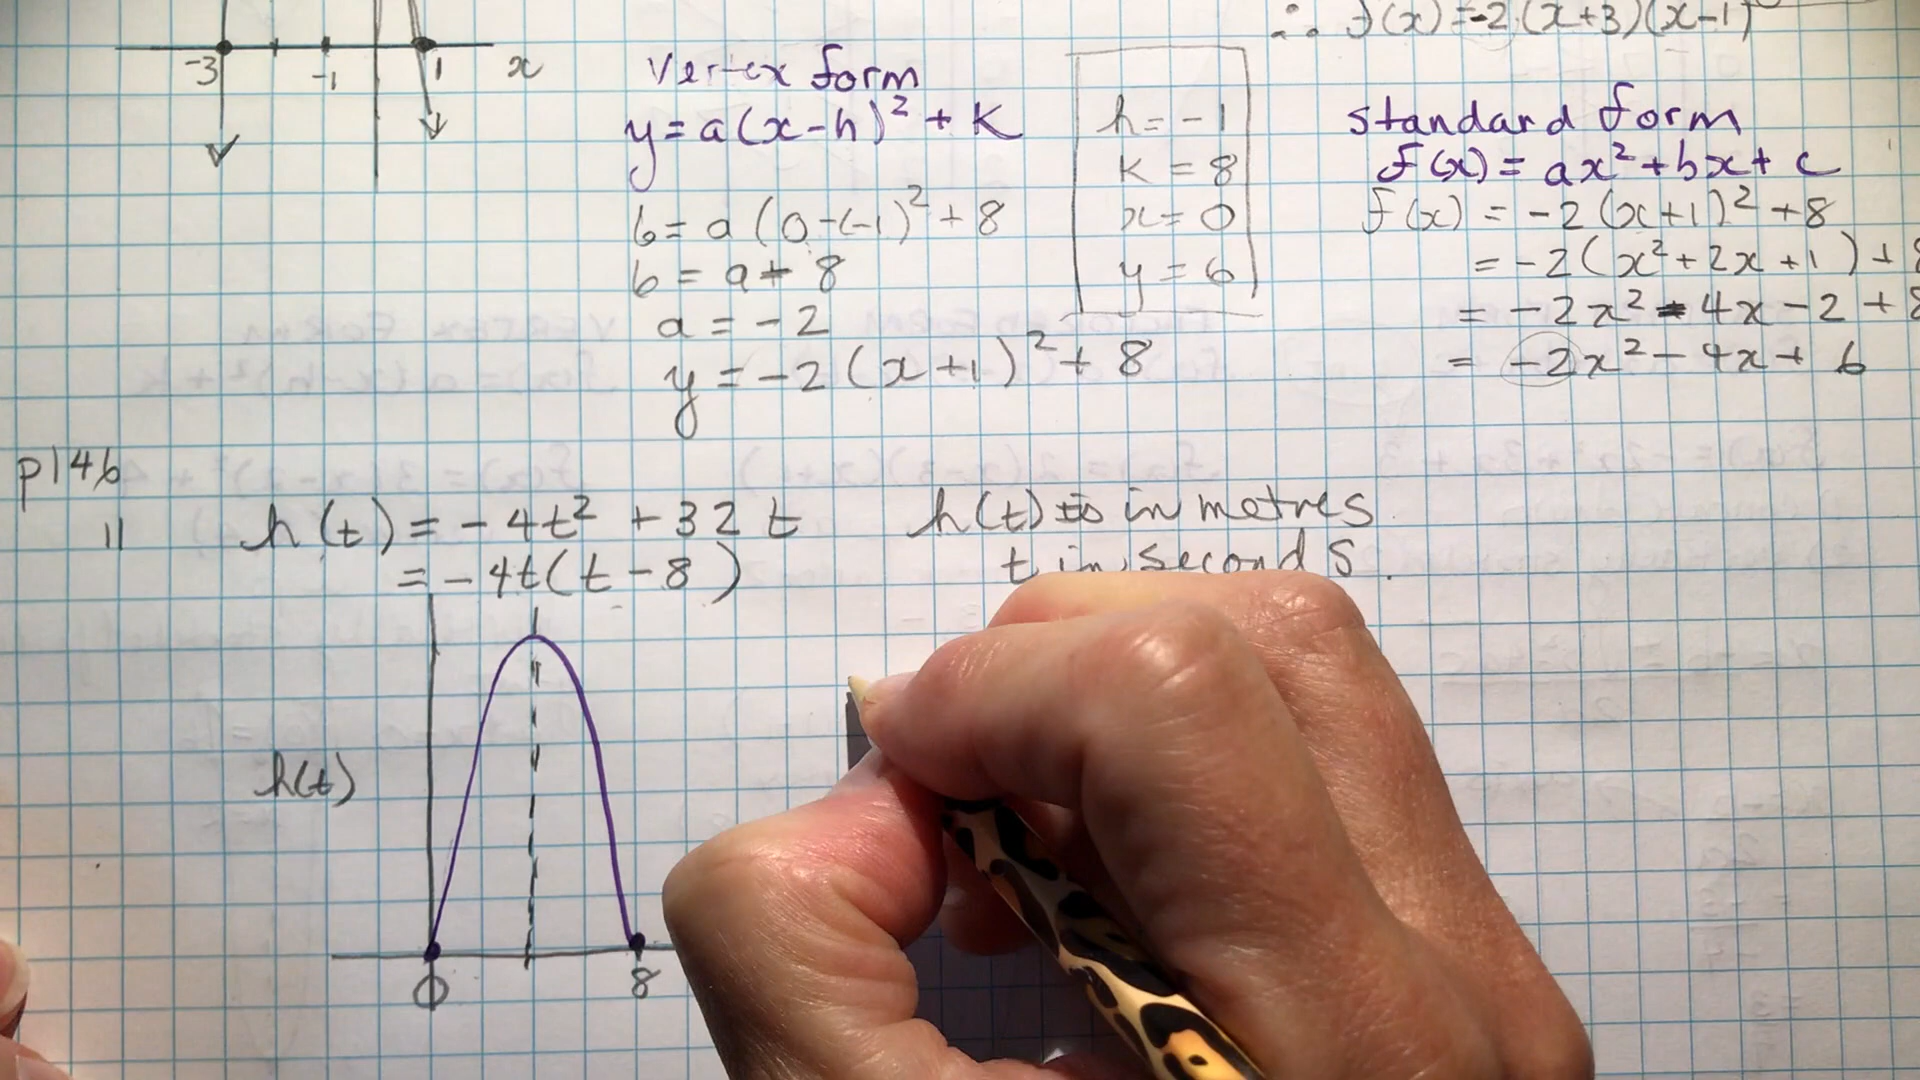 ∴ f(x) = -2(x+3)(x-1)
-3 -1 1 x
Vertex form
y = a(x-h)² + k
6 = a(0-(-1)² + 8
6 = a + 8
a = -2
y = -2(x+1)² + 8
h = -1
k = 8
x = 0
y = 6
standard form
f(x) = ax² + bx + c
f(x) = -2(x+1)² + 8
= -2(x² + 2x + 1) + 8
= -2x² - 4x - 2 + 8
= -2x² - 4x + 6
p146
11 h(t) = -4t² + 32t
= -4t(t-8)
h(t) is in metres.
t in seconds.
h(t)
0 8